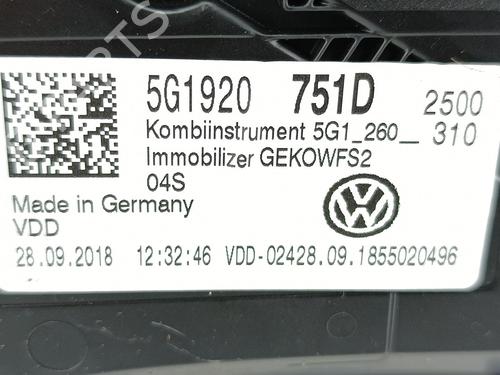 5G1920 751D 2500
Kombiinstrument 5G1_260__ 310
Immobilizer GEKOWFS2
04S
Made in Germany
VDD
28.09.2018 12:32:46 VDD-02428.09.1855020496